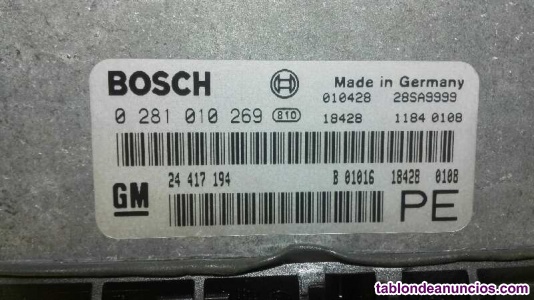 BOSCH Made in Germany
010428 28SA9999
0 281 010 269 810 18428 1184 0108
24 417 194 B 01016 18428 0108
GM PE
tablondeanuncios.com